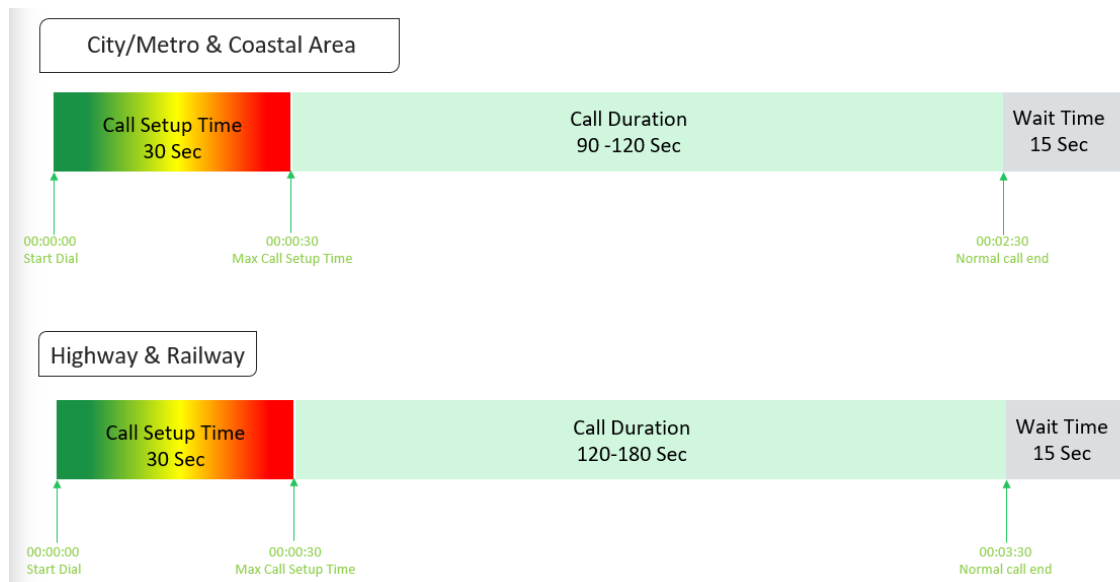 City/Metro & Coastal Area
Call Setup Time
30 Sec
Call Duration
90 -120 Sec
Wait Time
15 Sec
00:00:00
Start Dial
00:00:30
Max Call Setup Time
00:02:30
Normal call end
Highway & Railway
Call Setup Time
30 Sec
Call Duration
120-180 Sec
Wait Time
15 Sec
00:00:00
Start Dial
00:00:30
Max Call Setup Time
00:03:30
Normal call end